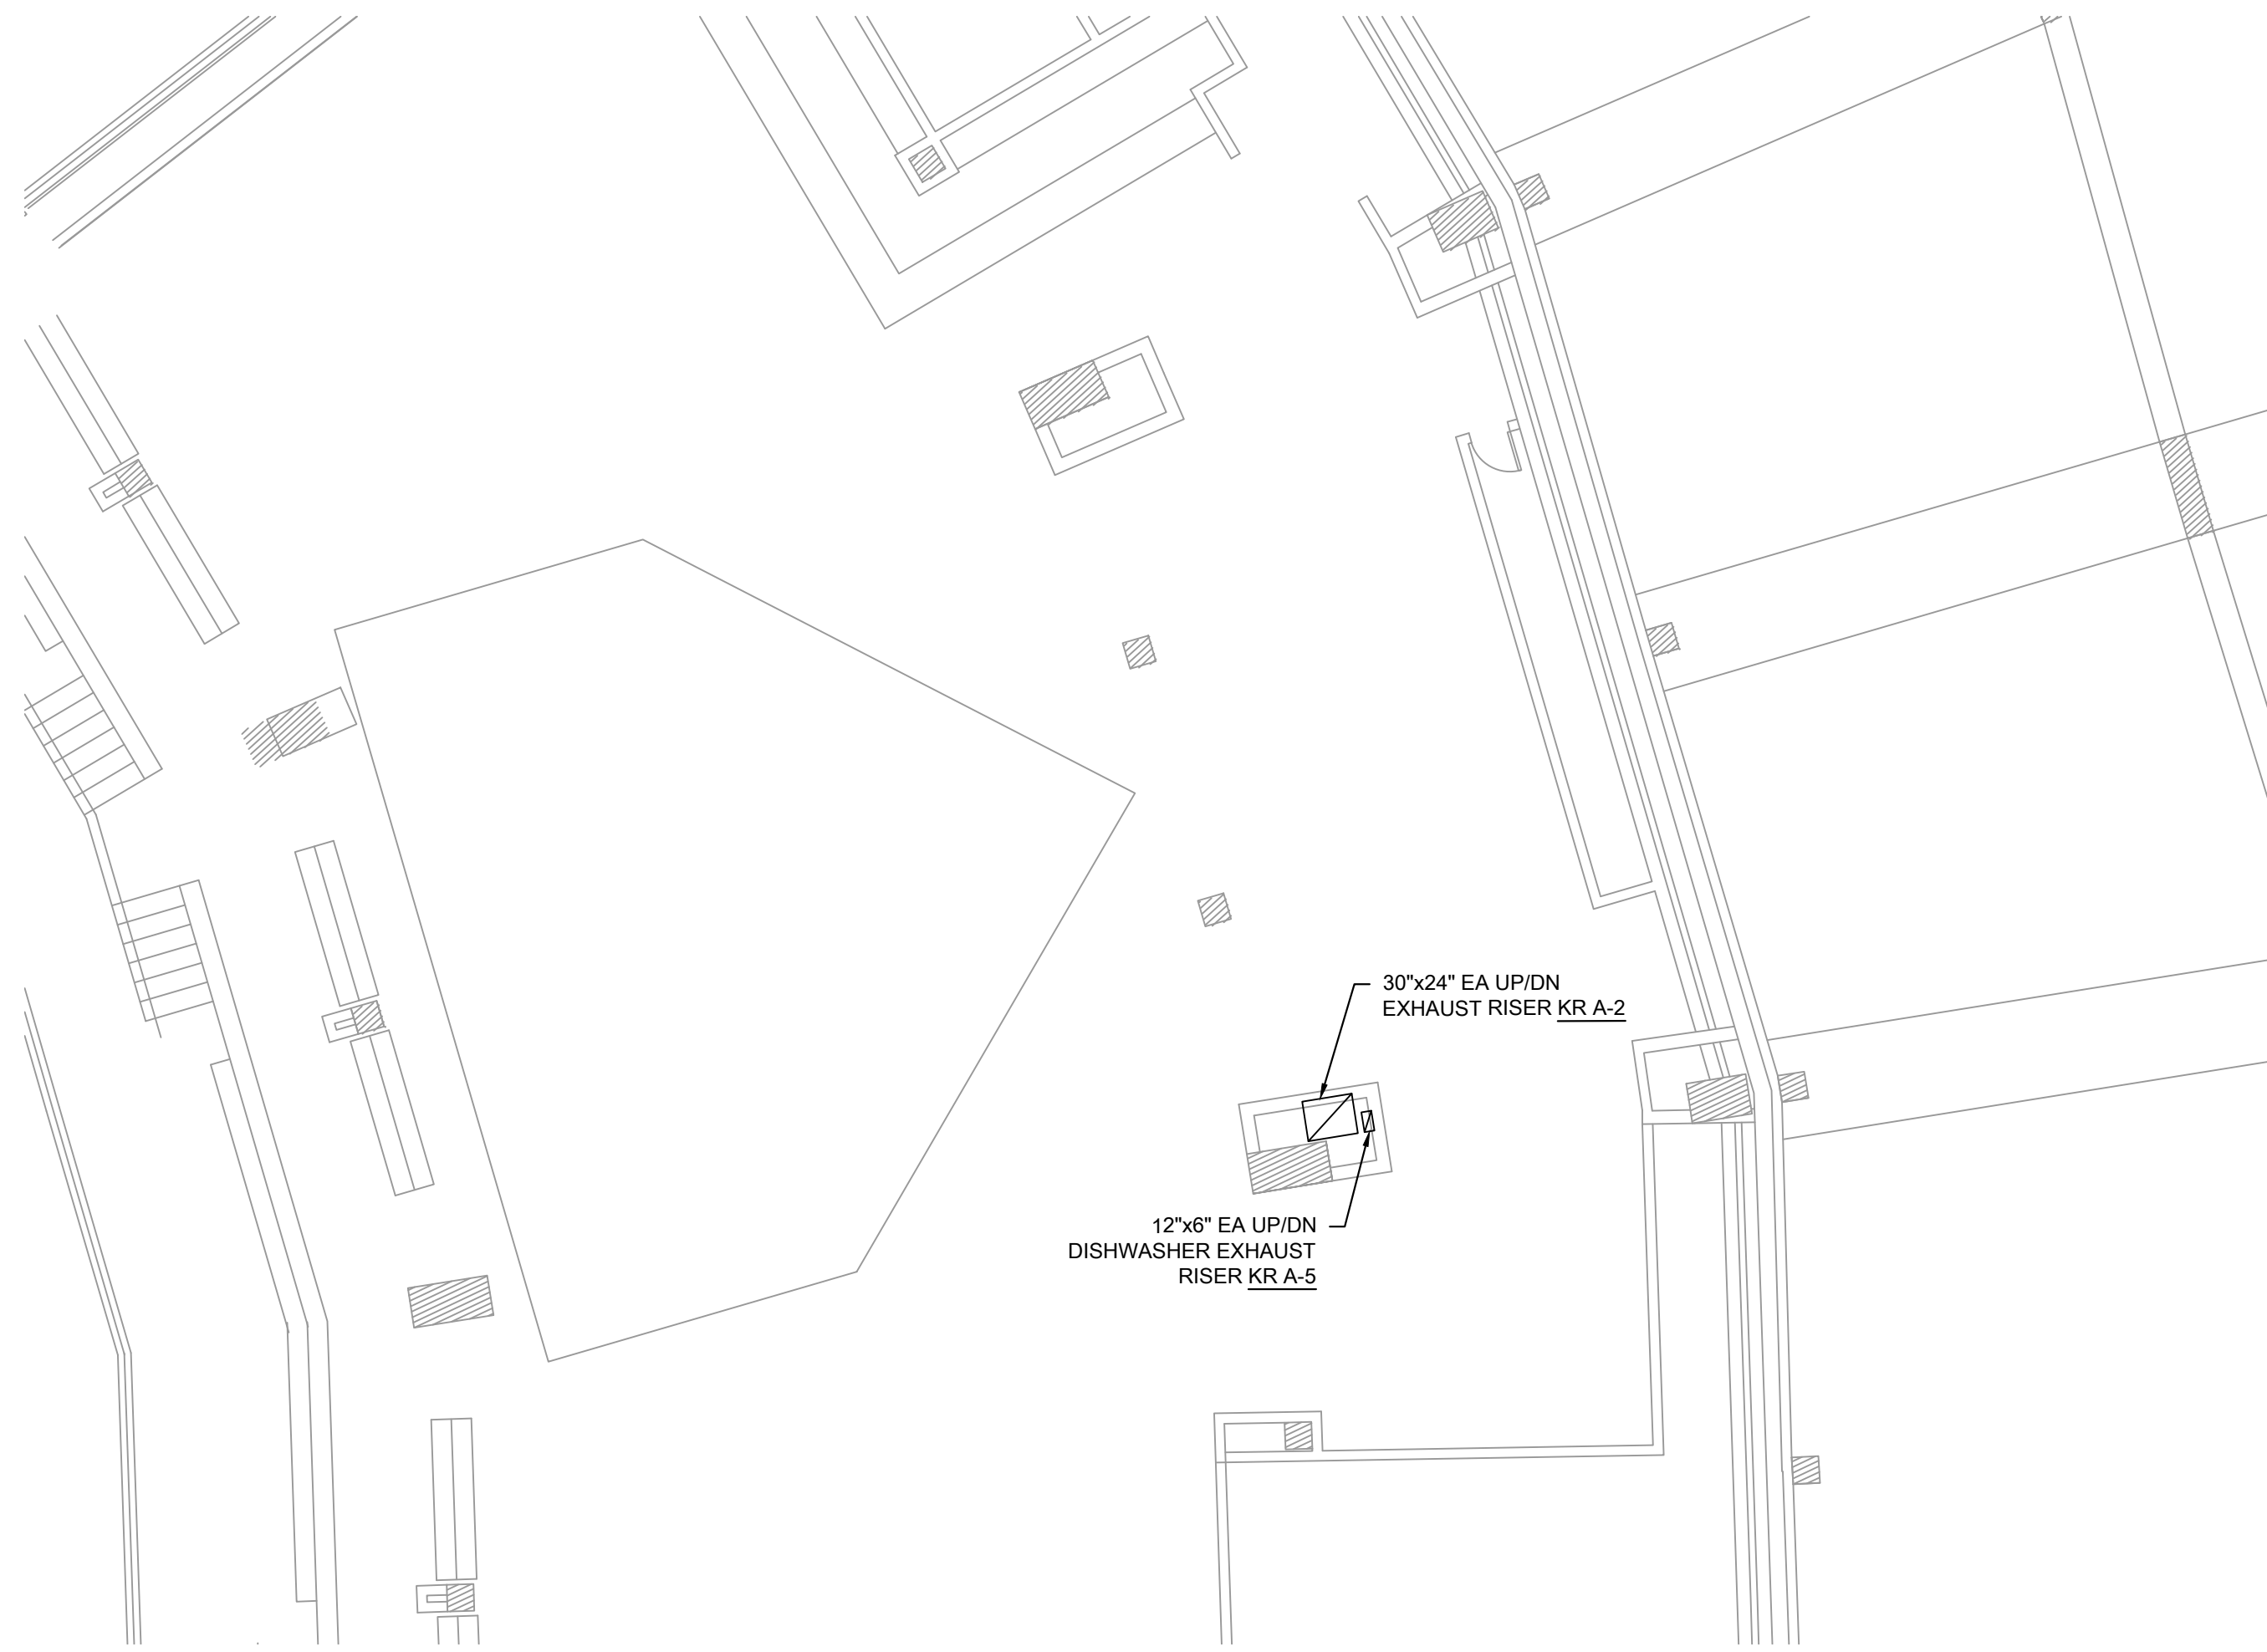 30"x24" EA UP/DN
EXHAUST RISER KR A-2
12"x6" EA UP/DN
DISHWASHER EXHAUST
RISER KR A-5